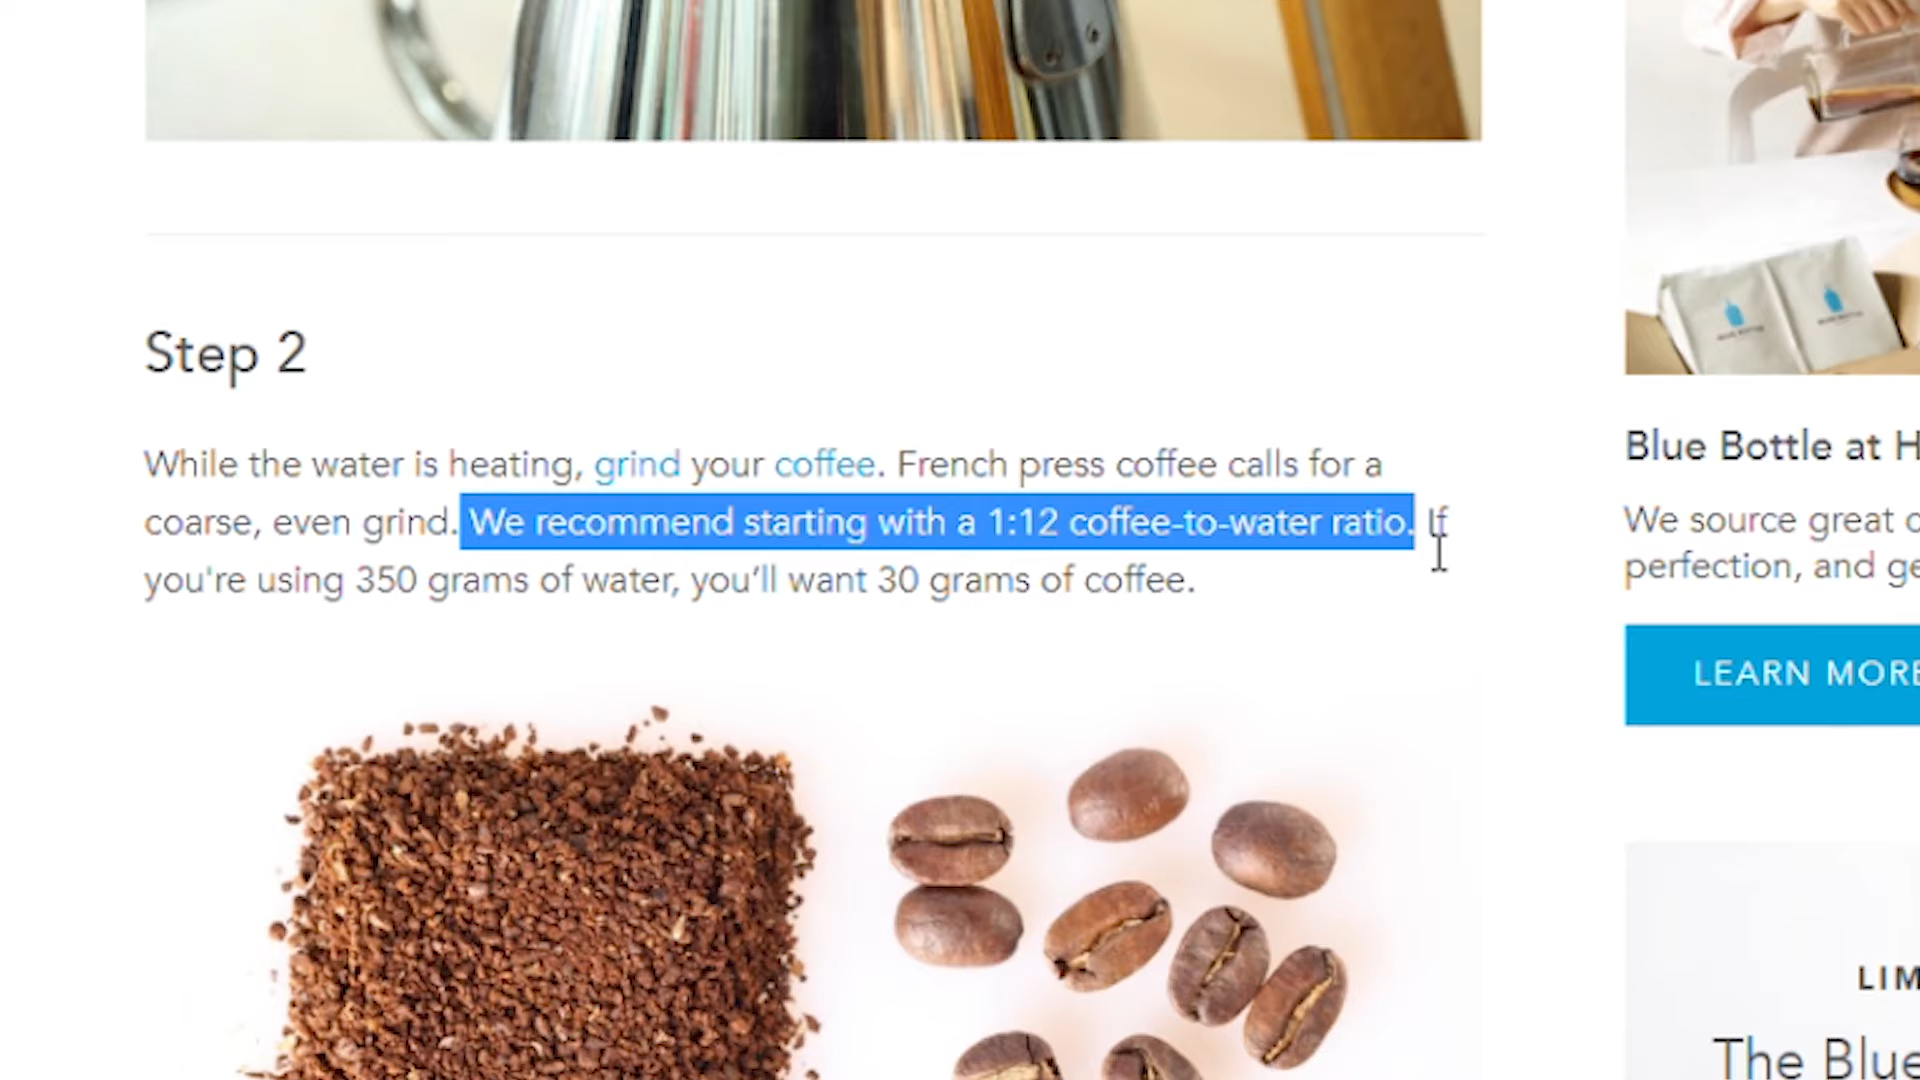 Step 2
While the water is heating, grind your coffee. French press coffee calls for a
coarse, even grind. We recommend starting with a 1:12 coffee-to-water ratio. If
you're using 350 grams of water, you’ll want 30 grams of coffee.
Blue Bottle at H
We source great c
perfection, and ge
LEARN MORE
LIM
The Blue